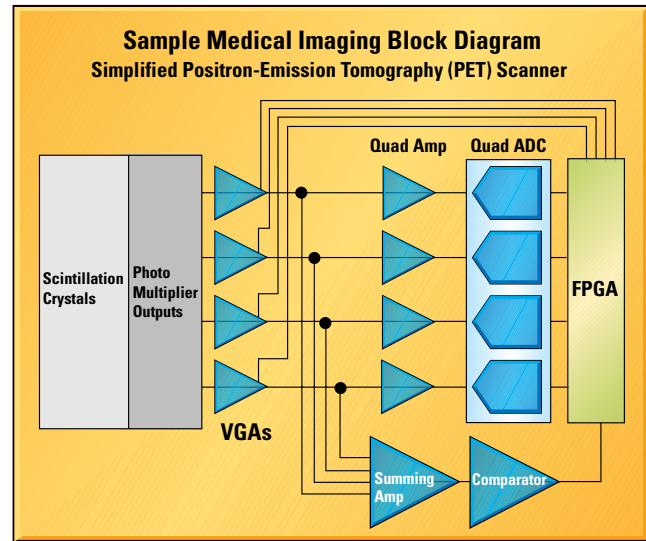 Sample Medical Imaging Block Diagram
Simplified Positron-Emission Tomography (PET) Scanner
Quad Amp
Quad ADC
Scintillation
Crystals
Photo
Multiplier
Outputs
FPGA
VGAs
Summing
Amp
Comparator